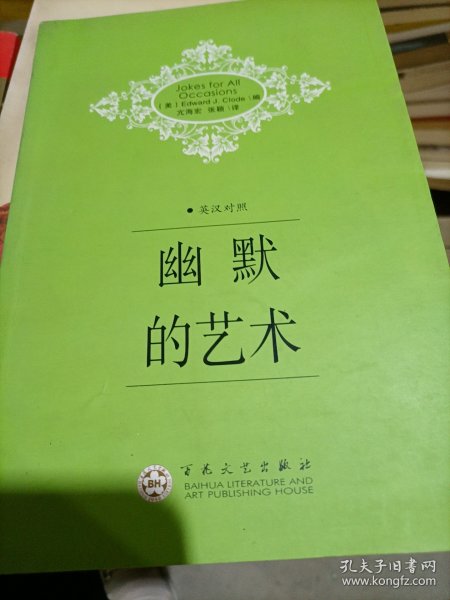 Jokes for All
Occasions
(美) Edward J. Clode \ 编
亢海宏 张颖 \ 译
• 英汉对照
幽默
的艺术
百花文艺出版社
BH
BAIHUA LITERATURE AND
ART PUBLISHING HOUSE
孔夫子旧书网
www.kongfz.com